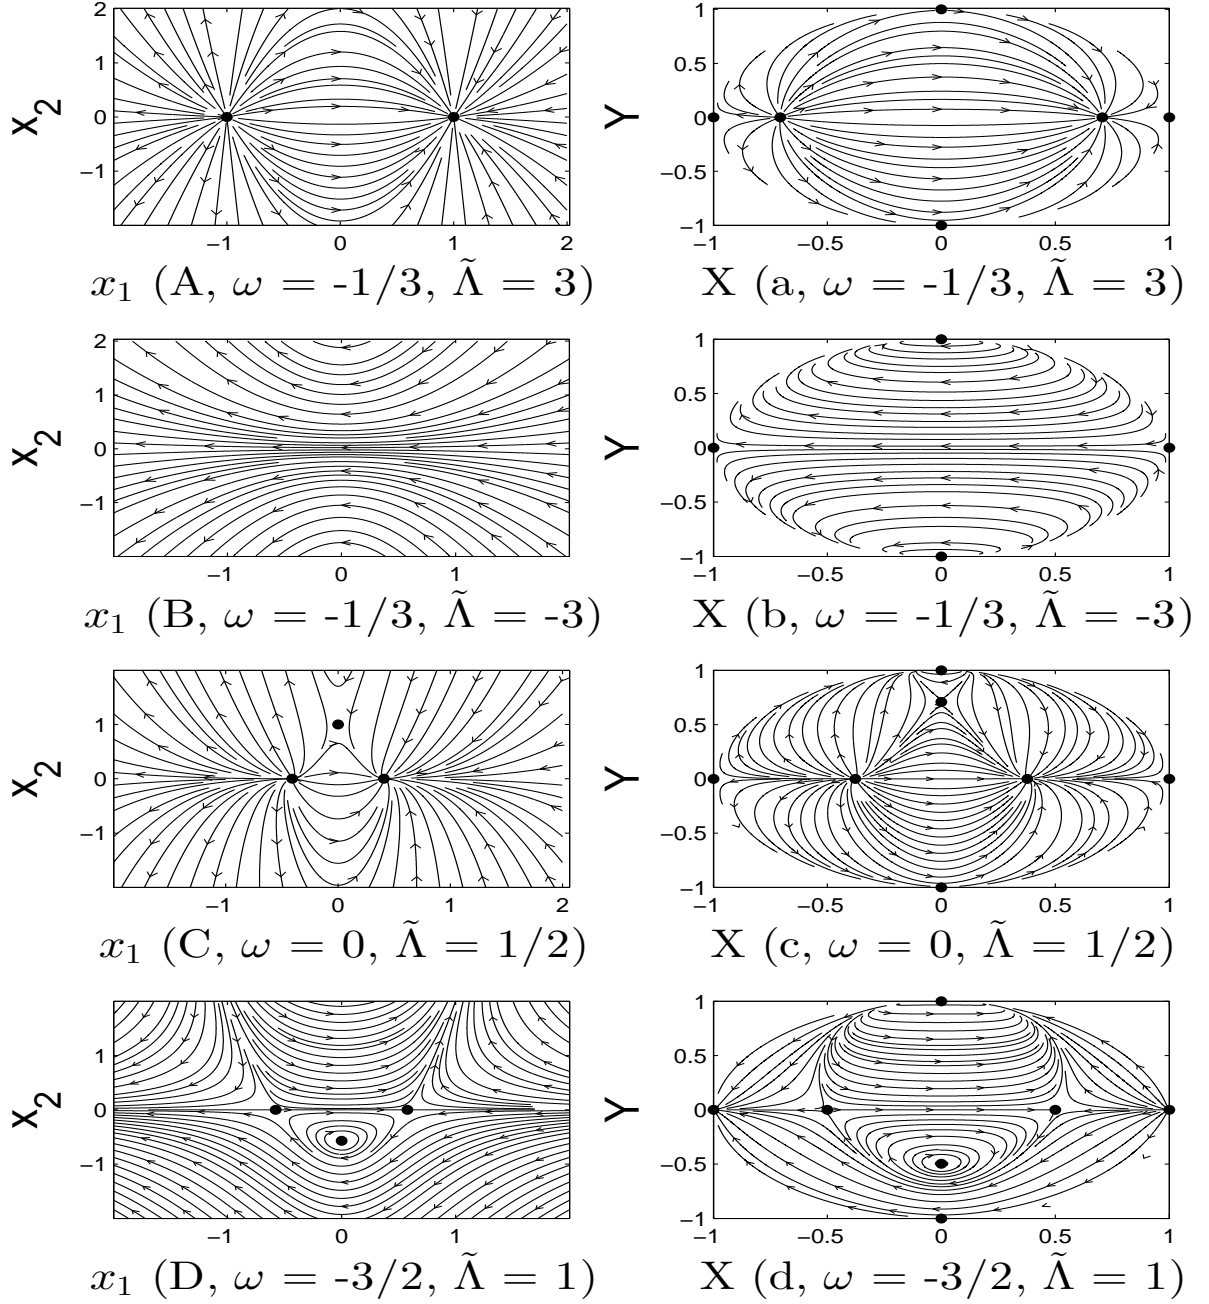 2
1
0
−1
x2
−1 0 1 2
x1 (A, ω = -1/3, Λ̃ = 3)
1
0.5
0
−0.5
−1
Y
−1 −0.5 0 0.5 1
X (a, ω = -1/3, Λ̃ = 3)
2
1
0
−1
x2
−1 0 1
x1 (B, ω = -1/3, Λ̃ = -3)
1
0.5
0
−0.5
−1
Y
−1 −0.5 0 0.5 1
X (b, ω = -1/3, Λ̃ = -3)
1
0
−1
x2
−1 0 1 2
x1 (C, ω = 0, Λ̃ = 1/2)
1
0.5
0
−0.5
−1
Y
−1 −0.5 0 0.5 1
X (c, ω = 0, Λ̃ = 1/2)
1
0
−1
x2
−1 0 1
x1 (D, ω = -3/2, Λ̃ = 1)
1
0.5
0
−0.5
−1
Y
−1 −0.5 0 0.5 1
X (d, ω = -3/2, Λ̃ = 1)